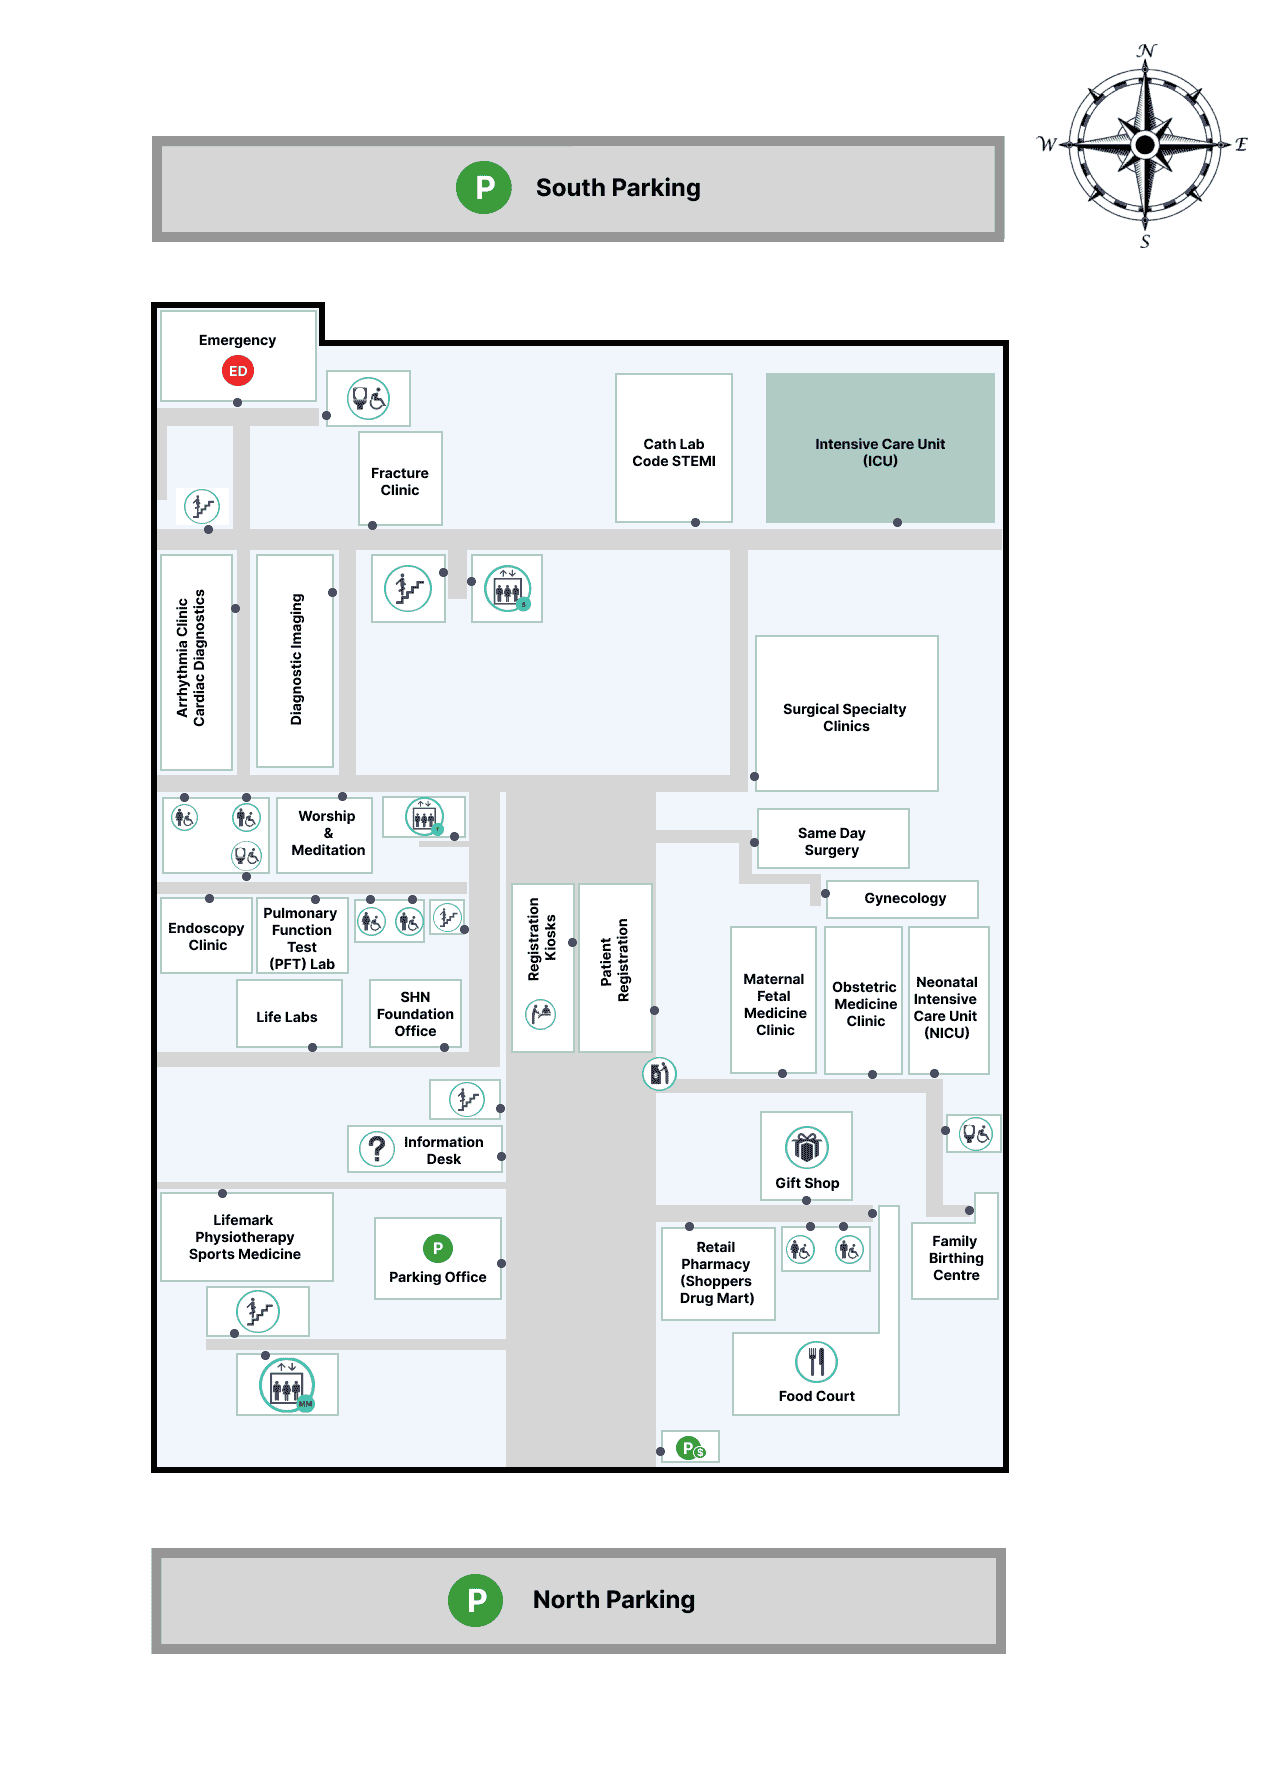 N
W
E
S
P
South Parking
Emergency
ED
Fracture
Clinic
Cath Lab
Code STEMI
Intensive Care Unit
(ICU)
Arrhythmia Clinic
Cardiac Diagnostics
Diagnostic Imaging
S
Surgical Specialty
Clinics
Worship
&
Meditation
Same Day
Surgery
Gynecology
Endoscopy
Clinic
Pulmonary
Function
Test
(PFT) Lab
Registration
Kiosks
Patient
Registration
Maternal
Fetal
Medicine
Clinic
Obstetric
Medicine
Clinic
Neonatal
Intensive
Care Unit
(NICU)
Life Labs
SHN
Foundation
Office
?
Information
Desk
Gift Shop
Lifemark
Physiotherapy
Sports Medicine
P
Parking Office
Retail
Pharmacy
(Shoppers
Drug Mart)
Family
Birthing
Centre
MM
Food Court
P
$
P
North Parking